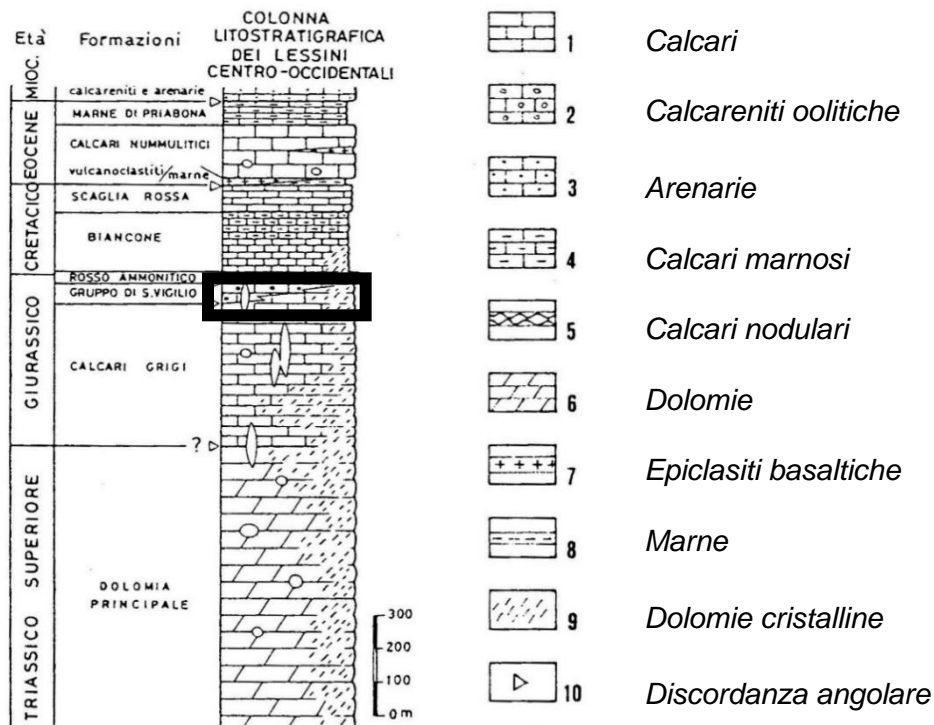 COLONNA
LITOSTRATIGRAFICA
DEI LESSINI
CENTRO-OCCIDENTALI
Età
Formazioni
MIOC.
EOCENE
CRETACICO
GIURASSICO
TRIASSICO SUPERIORE
calcareniti e arenarie
MARNE DI PRIABONA
CALCARI NUMMULITICI
vulcanoclastiti/marne
SCAGLIA ROSSA
BIANCONE
ROSSO AMMONITICO
GRUPPO DI S.VIGILIO
CALCARI GRIGI
?
DOLOMIA
PRINCIPALE
300
200
100
0 m
1 Calcari
2 Calcareniti oolitiche
3 Arenarie
4 Calcari marnosi
5 Calcari nodulari
6 Dolomie
7 Epiclasiti basaltiche
8 Marne
9 Dolomie cristalline
10 Discordanza angolare